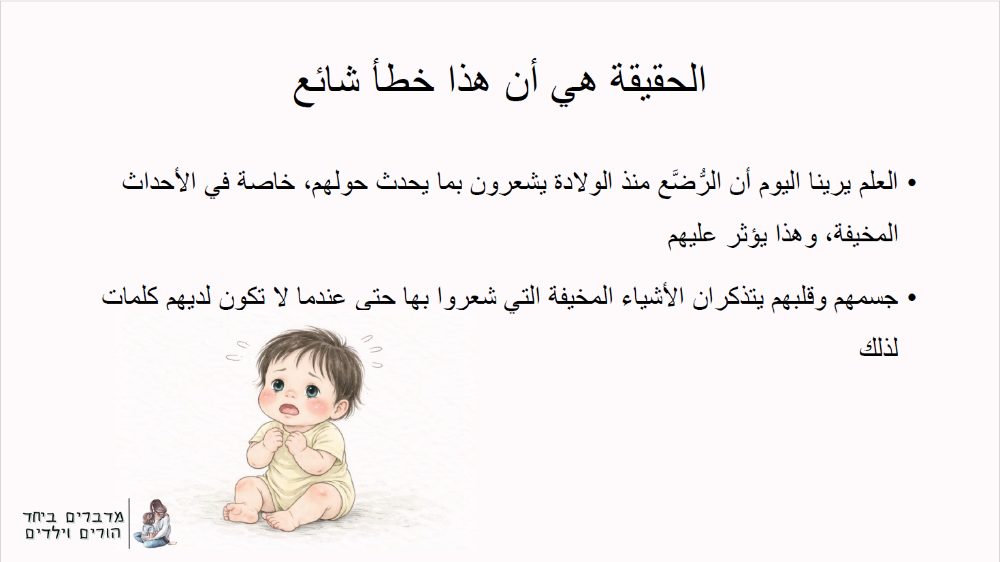 الحقيقة هي أن هذا خطأ شائع
• العلم يرينا اليوم أن الرُّضَّع منذ الولادة يشعرون بما يحدث حولهم، خاصة في الأحداث
المخيفة، وهذا يؤثر عليهم
• جسمهم وقلبهم يتذكران الأشياء المخيفة التي شعروا بها حتى عندما لا تكون لديهم كلمات
لذلك
מדברים ביחד
הורים וילדים